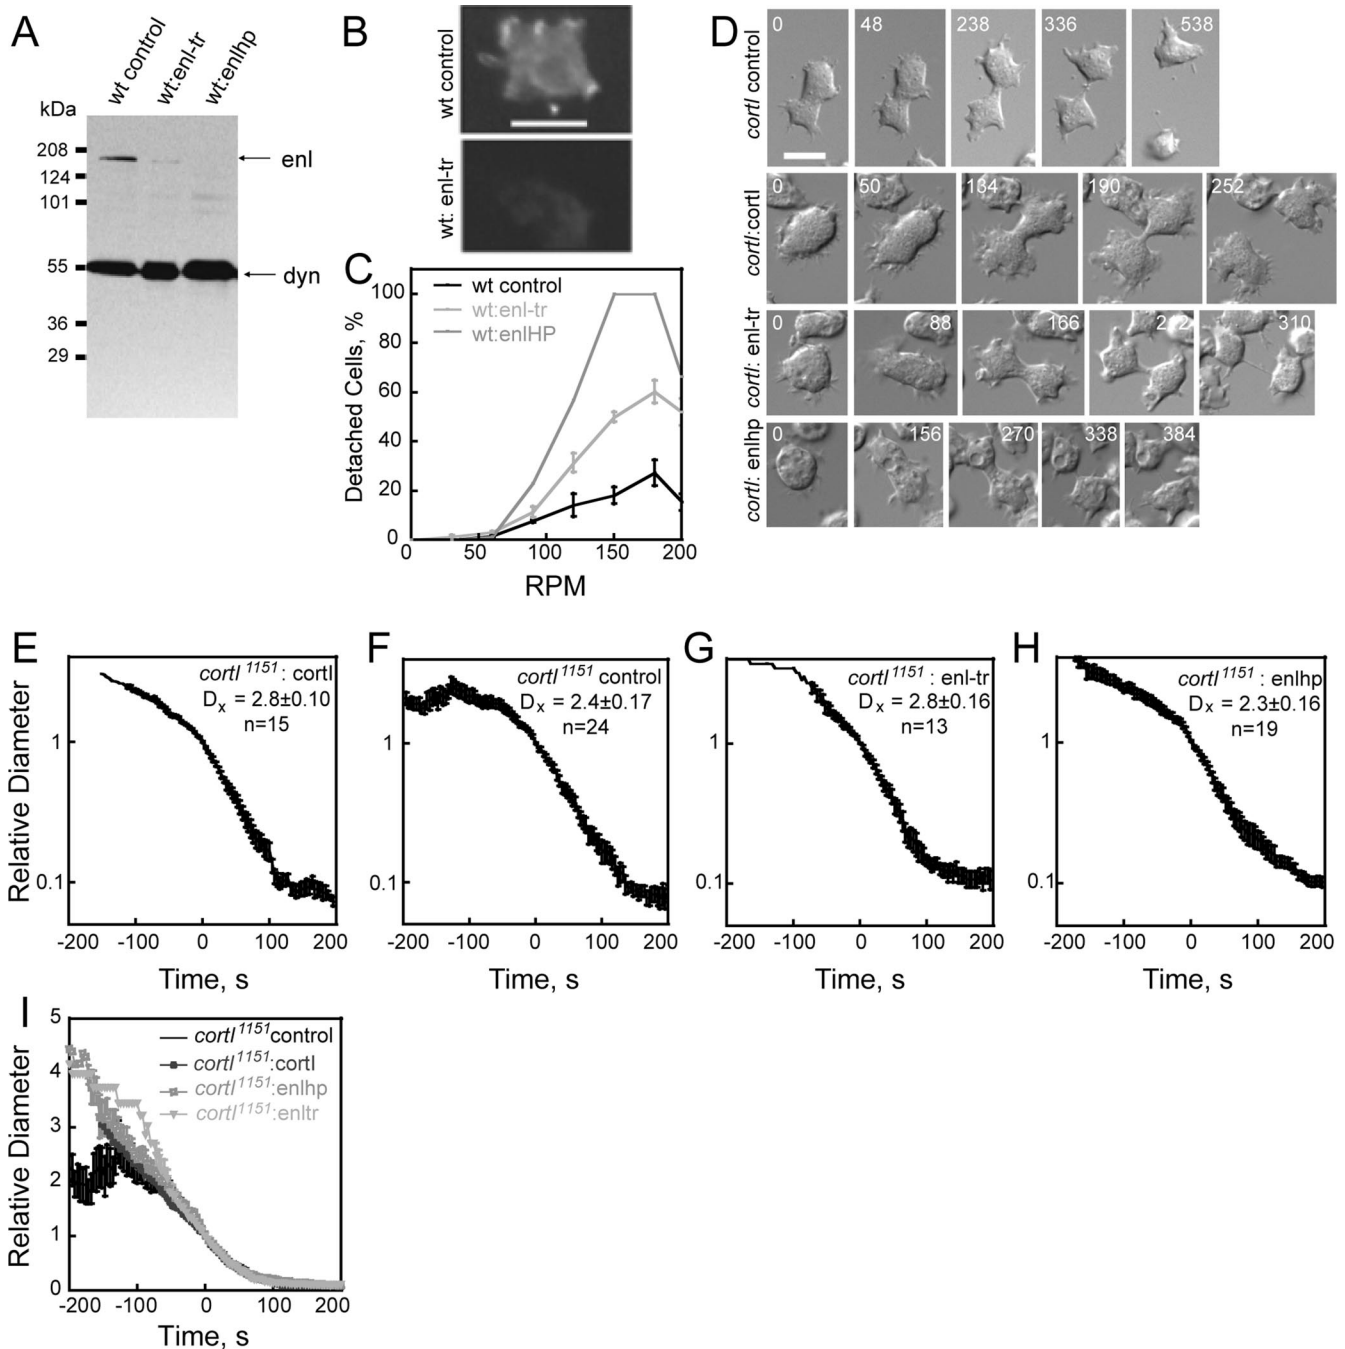 A
wt control
wt:enl-tr
wt:enlhp
kDa
208
124
101
55
36
29
enl
dyn
B
wt control
wt: enl-tr
C
Detached Cells, %
100
80
60
40
20
0
wt control
wt:enl-tr
wt:enlHP
0 50 100 150 200
RPM
D
cortI control
0 48 238 336 538
cortI:cortI
0 50 134 190 252
cortI: enl-tr
0 88 166 212 310
cortI: enlhp
0 156 270 338 384
E
Relative Diameter
1
0.1
cortI 1151 : cortI
Dx = 2.8±0.10
n=15
-200 -100 0 100 200
Time, s
F
1
0.1
cortI 1151 control
Dx = 2.4±0.17
n=24
-200 -100 0 100 200
Time, s
G
1
0.1
cortI 1151 : enl-tr
Dx = 2.8±0.16
n=13
-200 -100 0 100 200
Time, s
H
1
0.1
cortI 1151 : enlhp
Dx = 2.3±0.16
n=19
-200 -100 0 100 200
Time, s
I
Relative Diameter
5
4
3
2
1
0
cortI 1151 control
cortI 1151:cortI
cortI 1151:enlhp
cortI 1151:enltr
-200 -100 0 100 200
Time, s